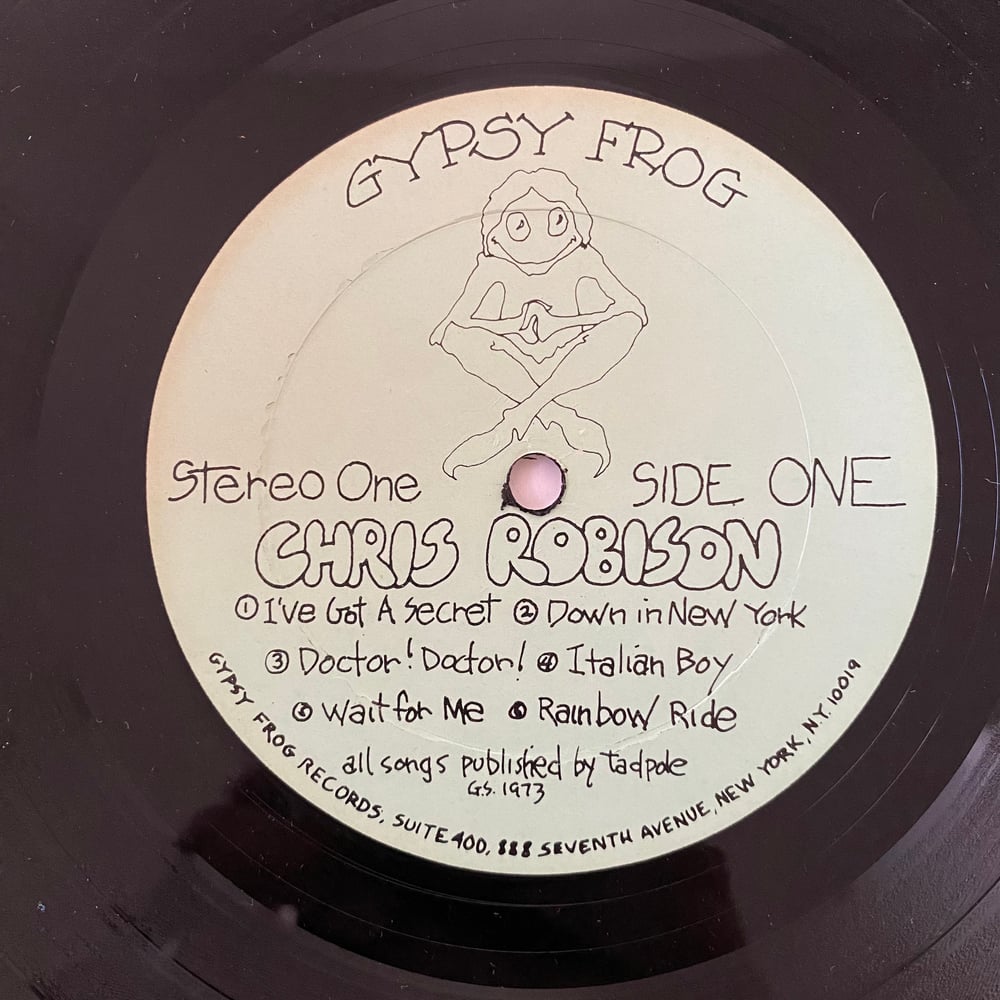 GYPSY FROG
Stereo One
SIDE ONE
CHRIS ROBISON
① I've Got A Secret ② Down in New York
③ Doctor! Doctor! ④ Italian Boy
⑤ Wait for Me ⑥ Rainbow Ride
all songs published by tadpole
G.S. 1973
GYPSY FROG RECORDS, SUITE 400, 888 SEVENTH AVENUE, NEW YORK, N.Y. 10019